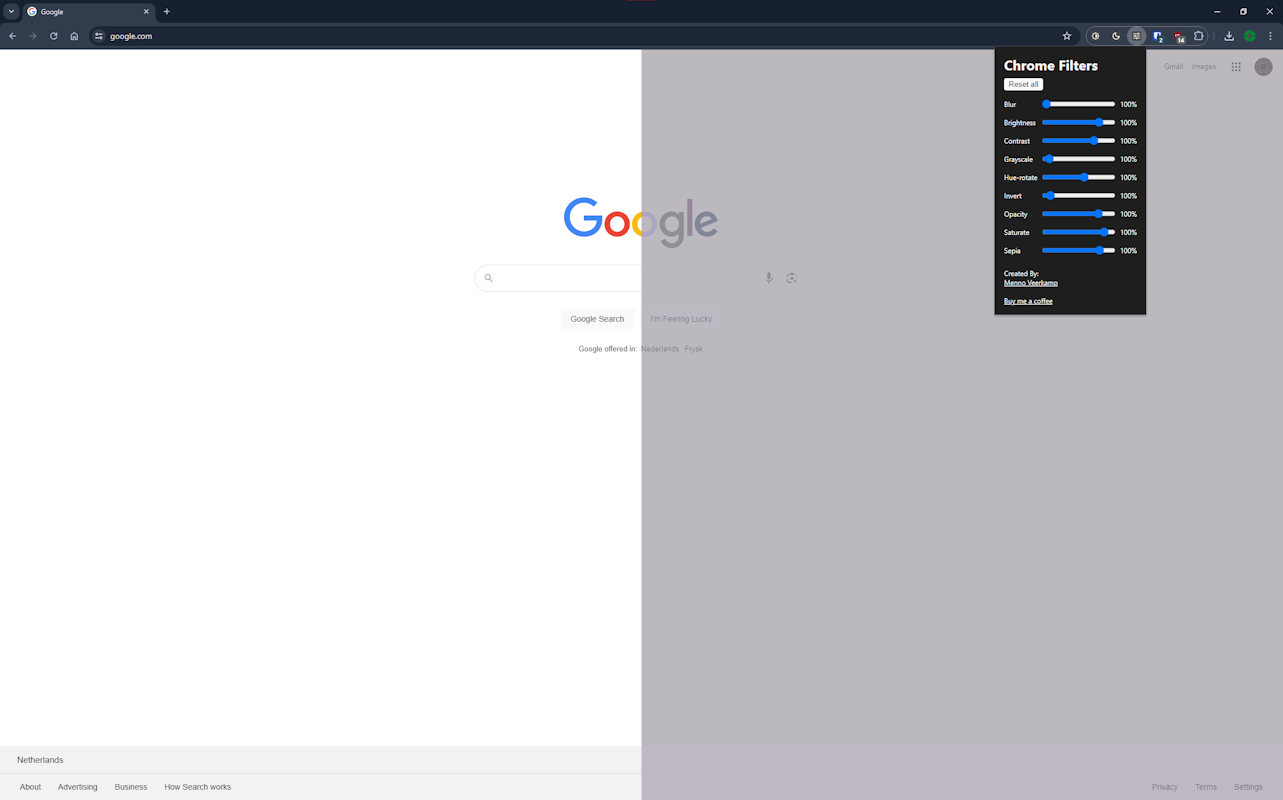 Google
google.com
2
14
Gmail Images
Chrome Filters
Reset all
Blur 100%
Brightness 100%
Contrast 100%
Grayscale 100%
Hue-rotate 100%
Invert 100%
Opacity 100%
Saturate 100%
Sepia 100%
Created By:
Menno Veerkamp
Buy me a coffee
Google
Google Search I'm Feeling Lucky
Google offered in: Nederlands Frysk
Netherlands
About Advertising Business How Search works Privacy Terms Settings